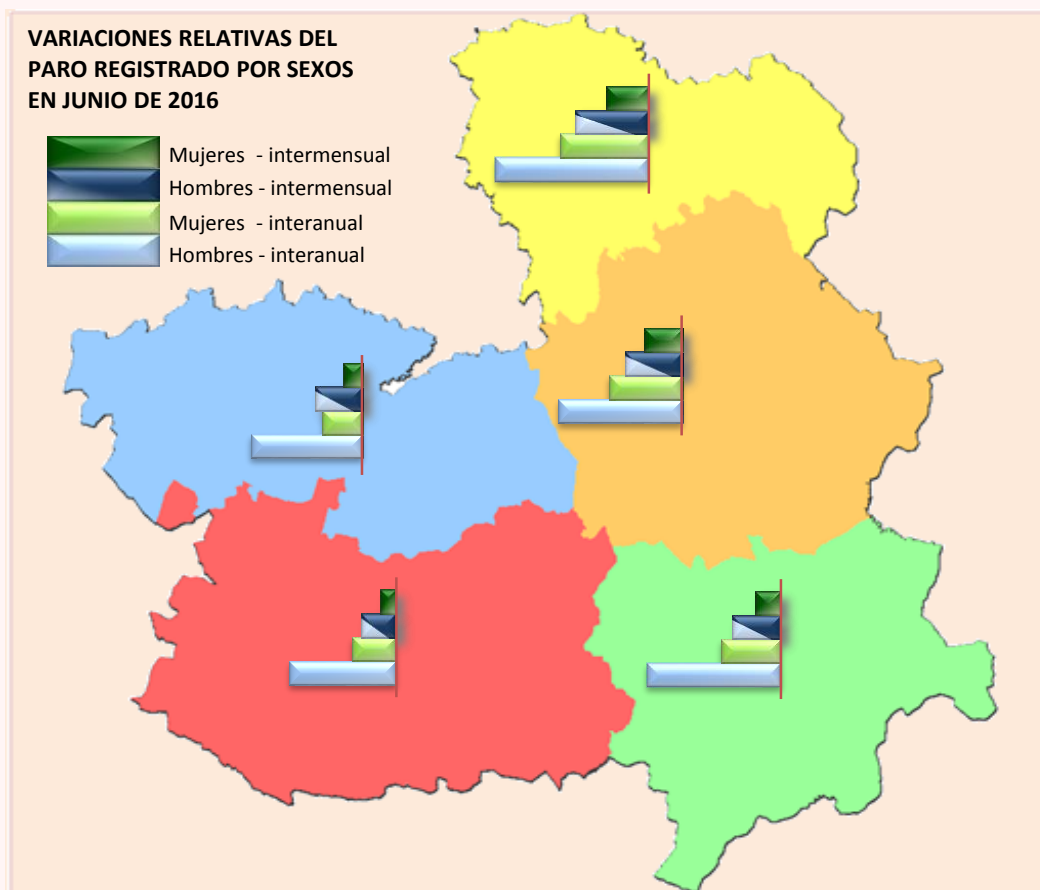 VARIACIONES RELATIVAS DEL
PARO REGISTRADO POR SEXOS
EN JUNIO DE 2016
Mujeres - intermensual
Hombres - intermensual
Mujeres - interanual
Hombres - interanual